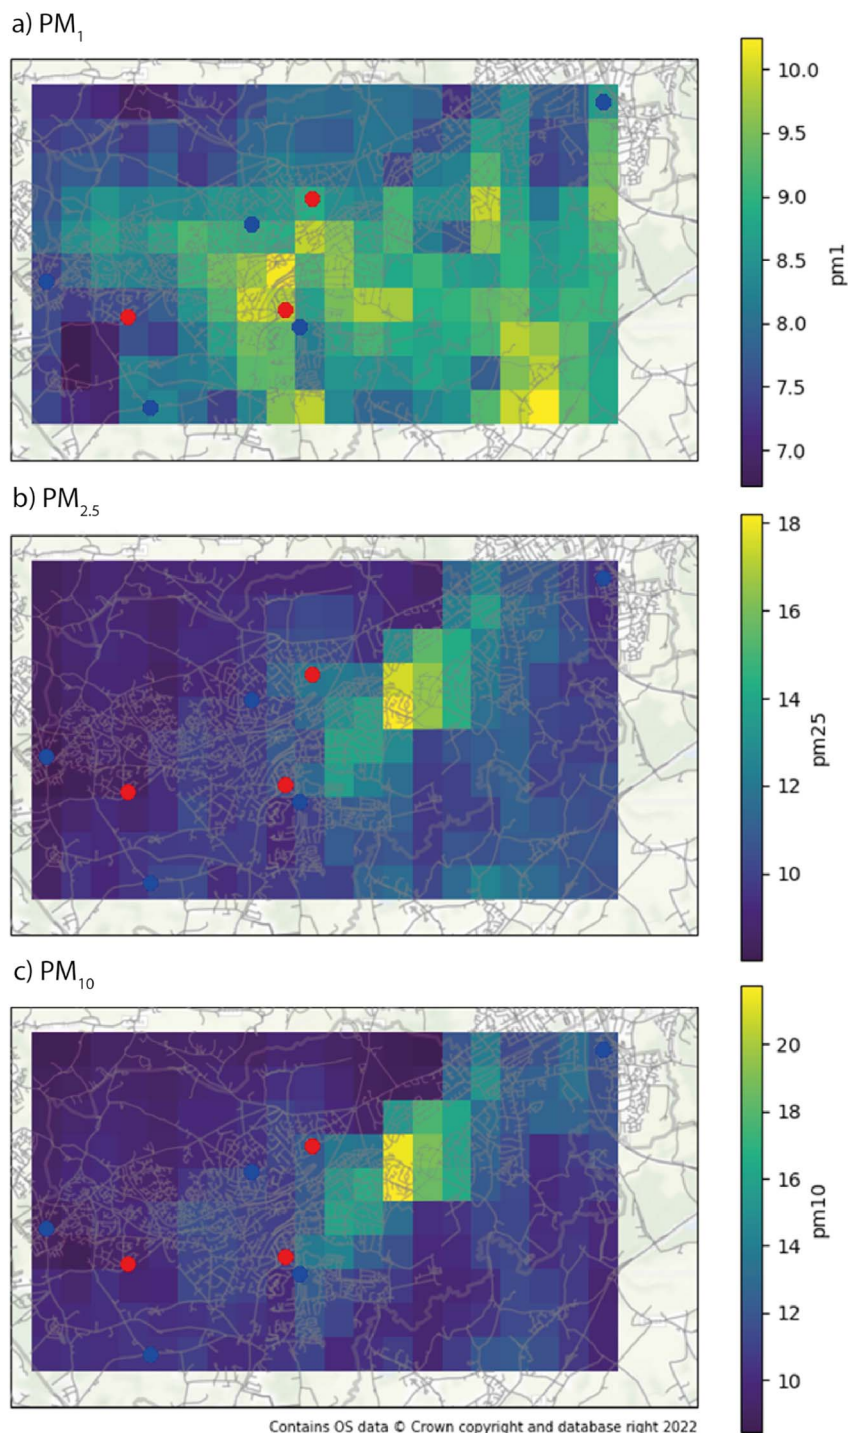 a) PM₁
10.0
9.5
9.0
8.5
8.0
7.5
7.0
pm1
b) PM₂.₅
18
16
14
12
10
pm25
c) PM₁₀
20
18
16
14
12
10
pm10
Contains OS data © Crown copyright and database right 2022